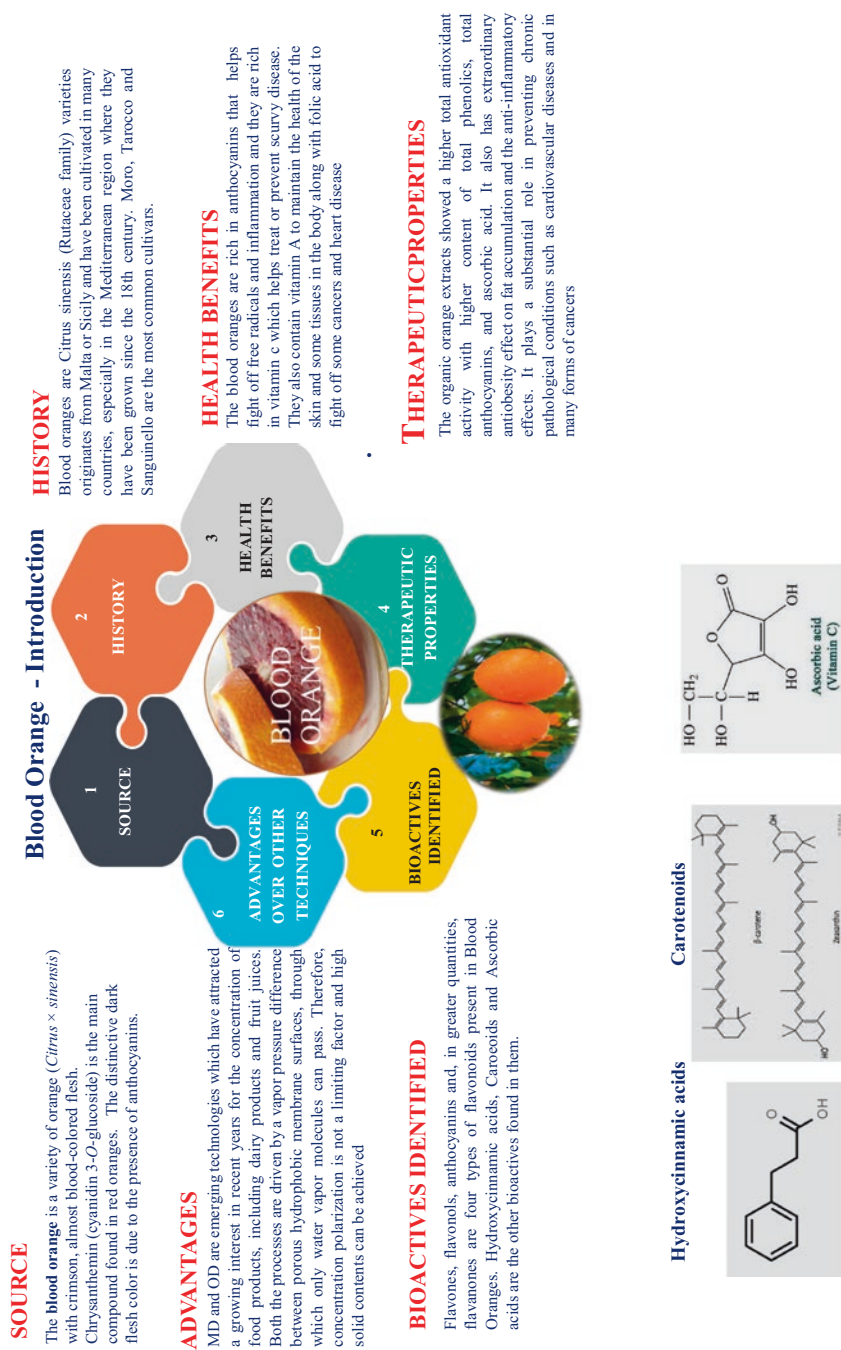 Blood Orange - Introduction
SOURCE
The blood orange is a variety of orange (Citrus × sinensis)
with crimson, almost blood-colored flesh.
Chrysanthemin (cyanidin 3-O-glucoside) is the main
compound found in red oranges. The distinctive dark
flesh color is due to the presence of anthocyanins.
ADVANTAGES
MD and OD are emerging technologies which have attracted
a growing interest in recent years for the concentration of
food products, including dairy products and fruit juices.
Both the processes are driven by a vapor pressure difference
between porous hydrophobic membrane surfaces, through
which only water vapor molecules can pass. Therefore,
concentration polarization is not a limiting factor and high
solid contents can be achieved
BIOACTIVES IDENTIFIED
Flavones, flavonols, anthocyanins and, in greater quantities,
flavanones are four types of flavonoids present in Blood
Oranges. Hydroxycinnamic acids, Caroeoids and Ascorbic
acids are the other bioactives found in them.
1
SOURCE
2
HISTORY
3
HEALTH
BENEFITS
4
THERAPEUTIC
PROPERTIES
5
BIOACTIVES
IDENTIFIED
6
ADVANTAGES
OVER OTHER
TECHNIQUES
BLOOD
ORANGE
HISTORY
Blood oranges are Citrus sinensis (Rutaceae family) varieties
originates from Malta or Sicily and have been cultivated in many
countries, especially in the Mediterranean region where they
have been grown since the 18th century. Moro, Tarocco and
Sanguinello are the most common cultivars.
HEALTH BENEFITS
The blood oranges are rich in anthocyanins that helps
fight off free radicals and inflammation and they are rich
in vitamin c which helps treat or prevent scurvy disease.
They also contain vitamin A to maintain the health of the
skin and some tissues in the body along with folic acid to
fight off some cancers and heart disease
.
THERAPEUTICPROPERTIES
The organic orange extracts showed a higher total antioxidant
activity with higher content of total phenolics, total
anthocyanins, and ascorbic acid. It also has extraordinary
antiobesity effect on fat accumulation and the anti-inflammatory
effects. It plays a substantial role in preventing chronic
pathological conditions such as cardiovascular diseases and in
many forms of cancers
Hydroxycinnamic acids
O
OH
Carotenoids
β-carotene
OH
HO
Zeaxanthin
HO—CH₂
HO—C
H
O
O
HO
OH
Ascorbic acid
(Vitamin C)